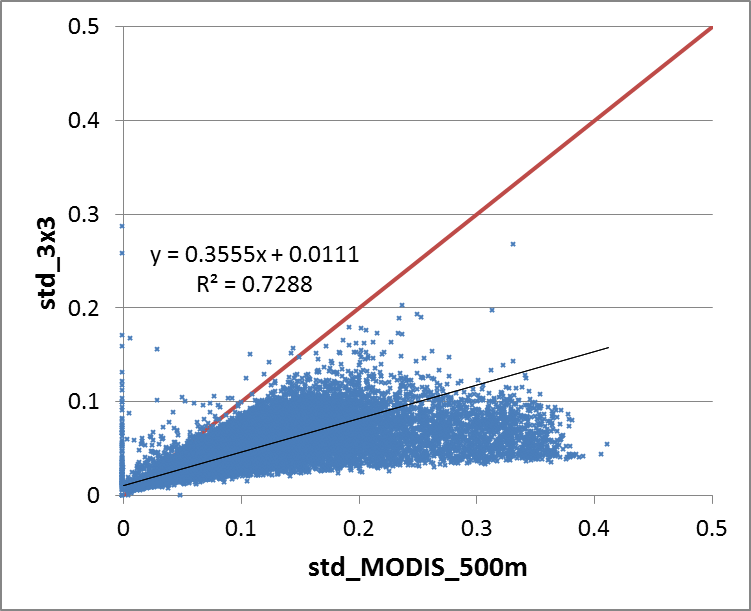 0.5
0.4
0.3
0.2
0.1
0
std_3x3
y = 0.3555x + 0.0111
R² = 0.7288
0 0.1 0.2 0.3 0.4 0.5
std_MODIS_500m